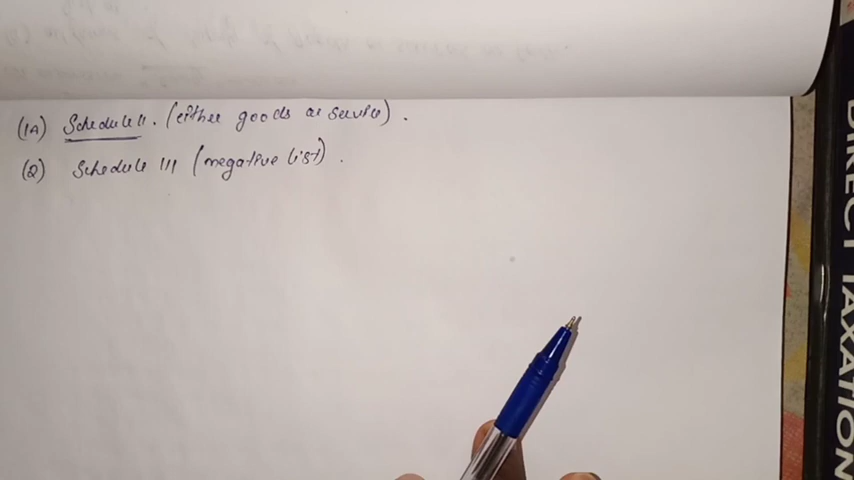 (1A) Schedule II. (either goods or service).
(2) Schedule III (negative list).
DIRECT TAXATION